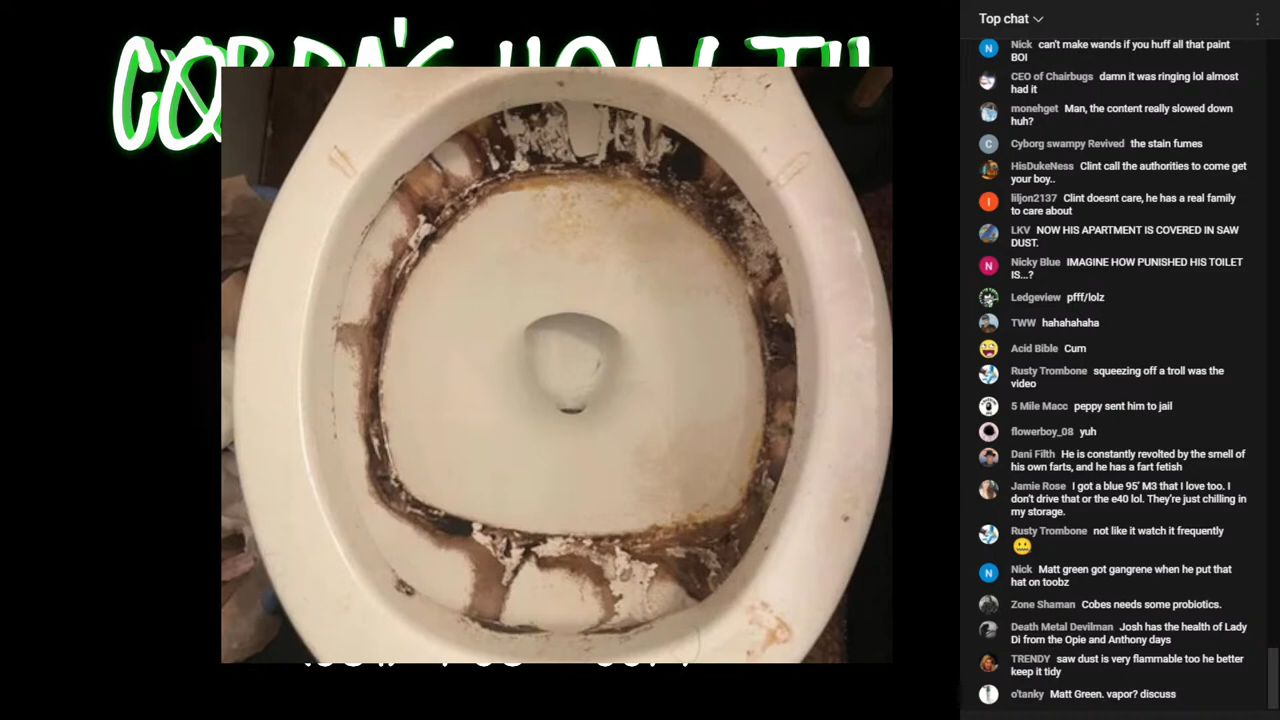 COBRA'S HEALTH
Top chat
Nick can't make wands if you huff all that paint
BOI
CEO of Chairbugs damn it was ringing lol almost
had it
monehget Man, the content really slowed down
huh?
Cyborg swampy Revived the stain fumes
HisDukeNess Clint call the authorities to come get
your boy..
liljon2137 Clint doesnt care, he has a real family
to care about
LKV NOW HIS APARTMENT IS COVERED IN SAW
DUST.
Nicky Blue IMAGINE HOW PUNISHED HIS TOILET
IS...?
Ledgeview pfff/lolz
TWW hahahahaha
Acid Bible Cum
Rusty Trombone squeezing off a troll was the
video
5 Mile Macc peppy sent him to jail
flowerboy_08 yuh
Dani Filth He is constantly revolted by the smell of
his own farts, and he has a fart fetish
Jamie Rose I got a blue 95' M3 that I love too. I
don't drive that or the e40 lol. They're just chilling in
my storage.
Rusty Trombone not like it watch it frequently
Nick Matt green got gangrene when he put that
hat on toobz
Zone Shaman Cobes needs some probiotics.
Death Metal Devilman Josh has the health of Lady
Di from the Opie and Anthony days
TRENDY saw dust is very flammable too he better
keep it tidy
o'tanky Matt Green. vapor? discuss